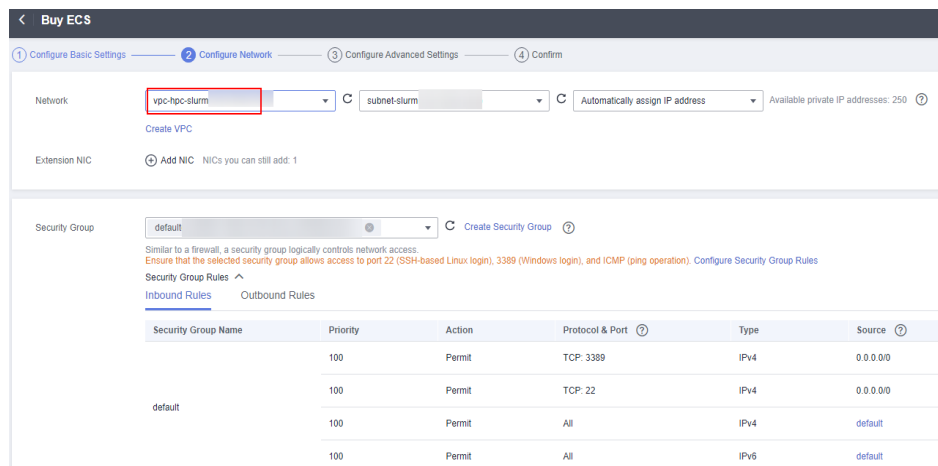 Buy ECS
1 Configure Basic Settings 2 Configure Network 3 Configure Advanced Settings 4 Confirm
Network vpc-hpc-slurm subnet-slurm Automatically assign IP address Available private IP addresses: 250 ?
Create VPC
Extension NIC Add NIC NICs you can still add: 1
Security Group default Create Security Group ?
Similar to a firewall, a security group logically controls network access.
Ensure that the selected security group allows access to port 22 (SSH-based Linux login), 3389 (Windows login), and ICMP (ping operation). Configure Security Group Rules
Security Group Rules
Inbound Rules Outbound Rules
Security Group Name Priority Action Protocol & Port ? Type Source ?
100 Permit TCP: 3389 IPv4 0.0.0.0/0
100 Permit TCP: 22 IPv4 0.0.0.0/0
default
100 Permit All IPv4 default
100 Permit All IPv6 default